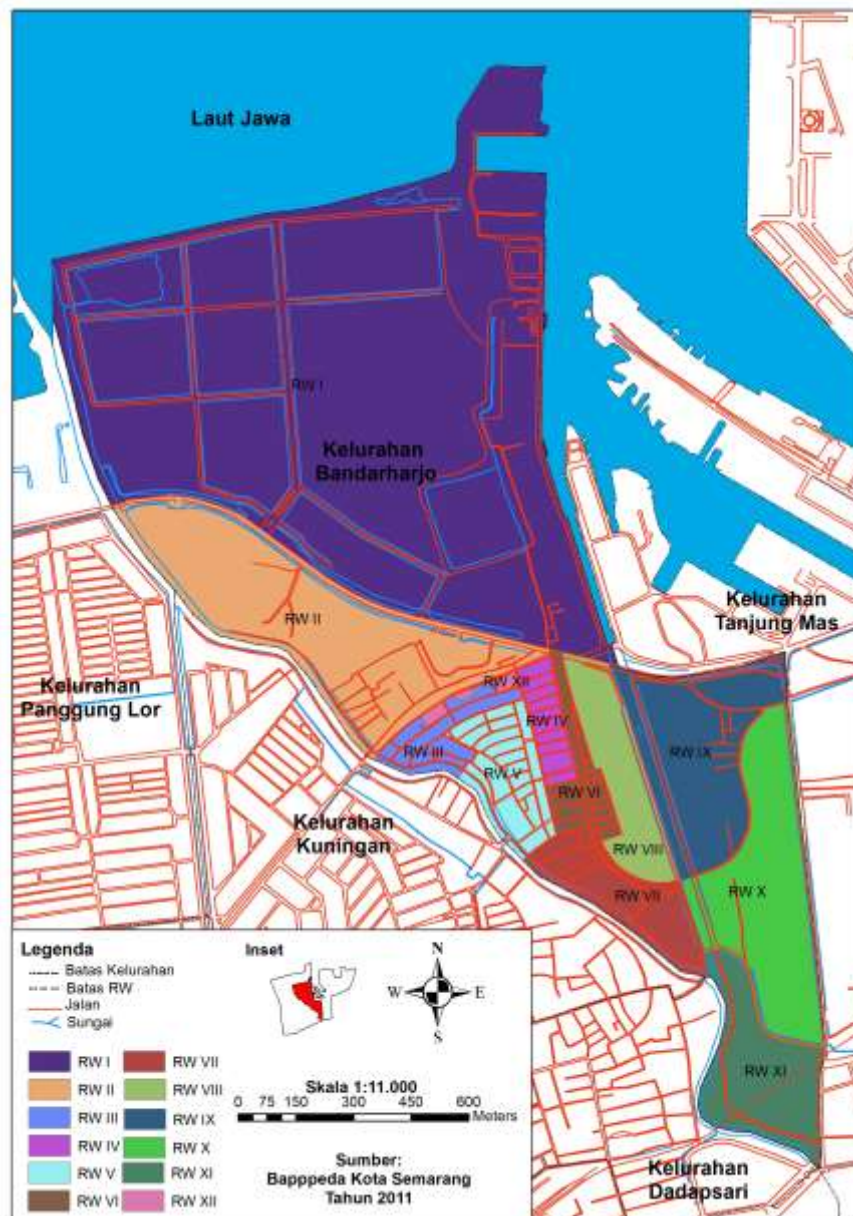 Laut Jawa
RW I
Kelurahan
Bandarharjo
RW II
Kelurahan
Tanjung Mas
Kelurahan
Panggung Lor
RW XII
RW IV
RW III
RW V
RW IX
RW VI
Kelurahan
Kuningan
RW VIII
RW VII
RW X
RW XI
Kelurahan
Dadapsari
Legenda
Batas Kelurahan
Batas RW
Jalan
Sungai
RW I
RW II
RW III
RW IV
RW V
RW VI
RW VII
RW VIII
RW IX
RW X
RW XI
RW XII
Inset
N
W E
S
Skala 1:11.000
0 75 150 300 450 600
Meters
Sumber:
Bapppeda Kota Semarang
Tahun 2011